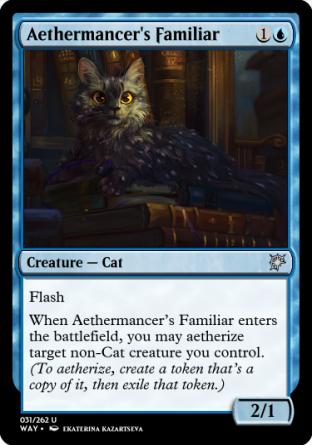 Aethermancer's Familiar 1
Creature — Cat
Flash
When Aethermancer's Familiar enters
the battlefield, you may aetherize
target non-Cat creature you control.
(To aetherize, create a token that's a
copy of it, then exile that token.)
031/262 U
WAY • EKATERINA KAZARTSEVA
2/1